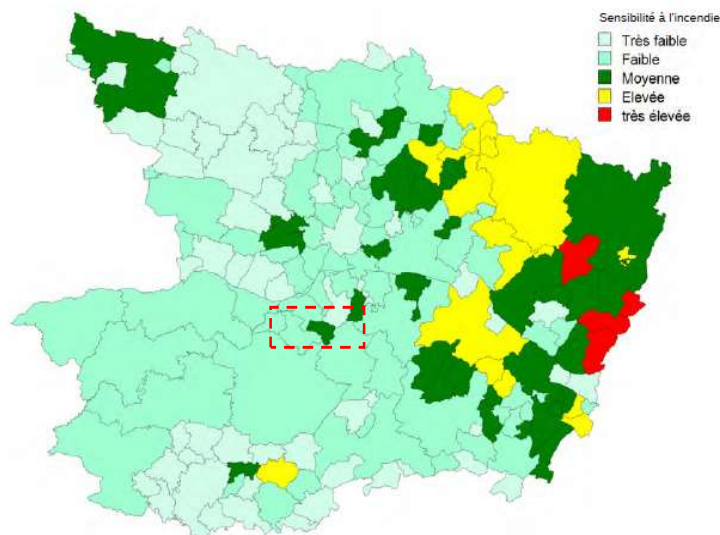 Sensibilité à l'incendie
Très faible
Faible
Moyenne
Elevée
très élevée